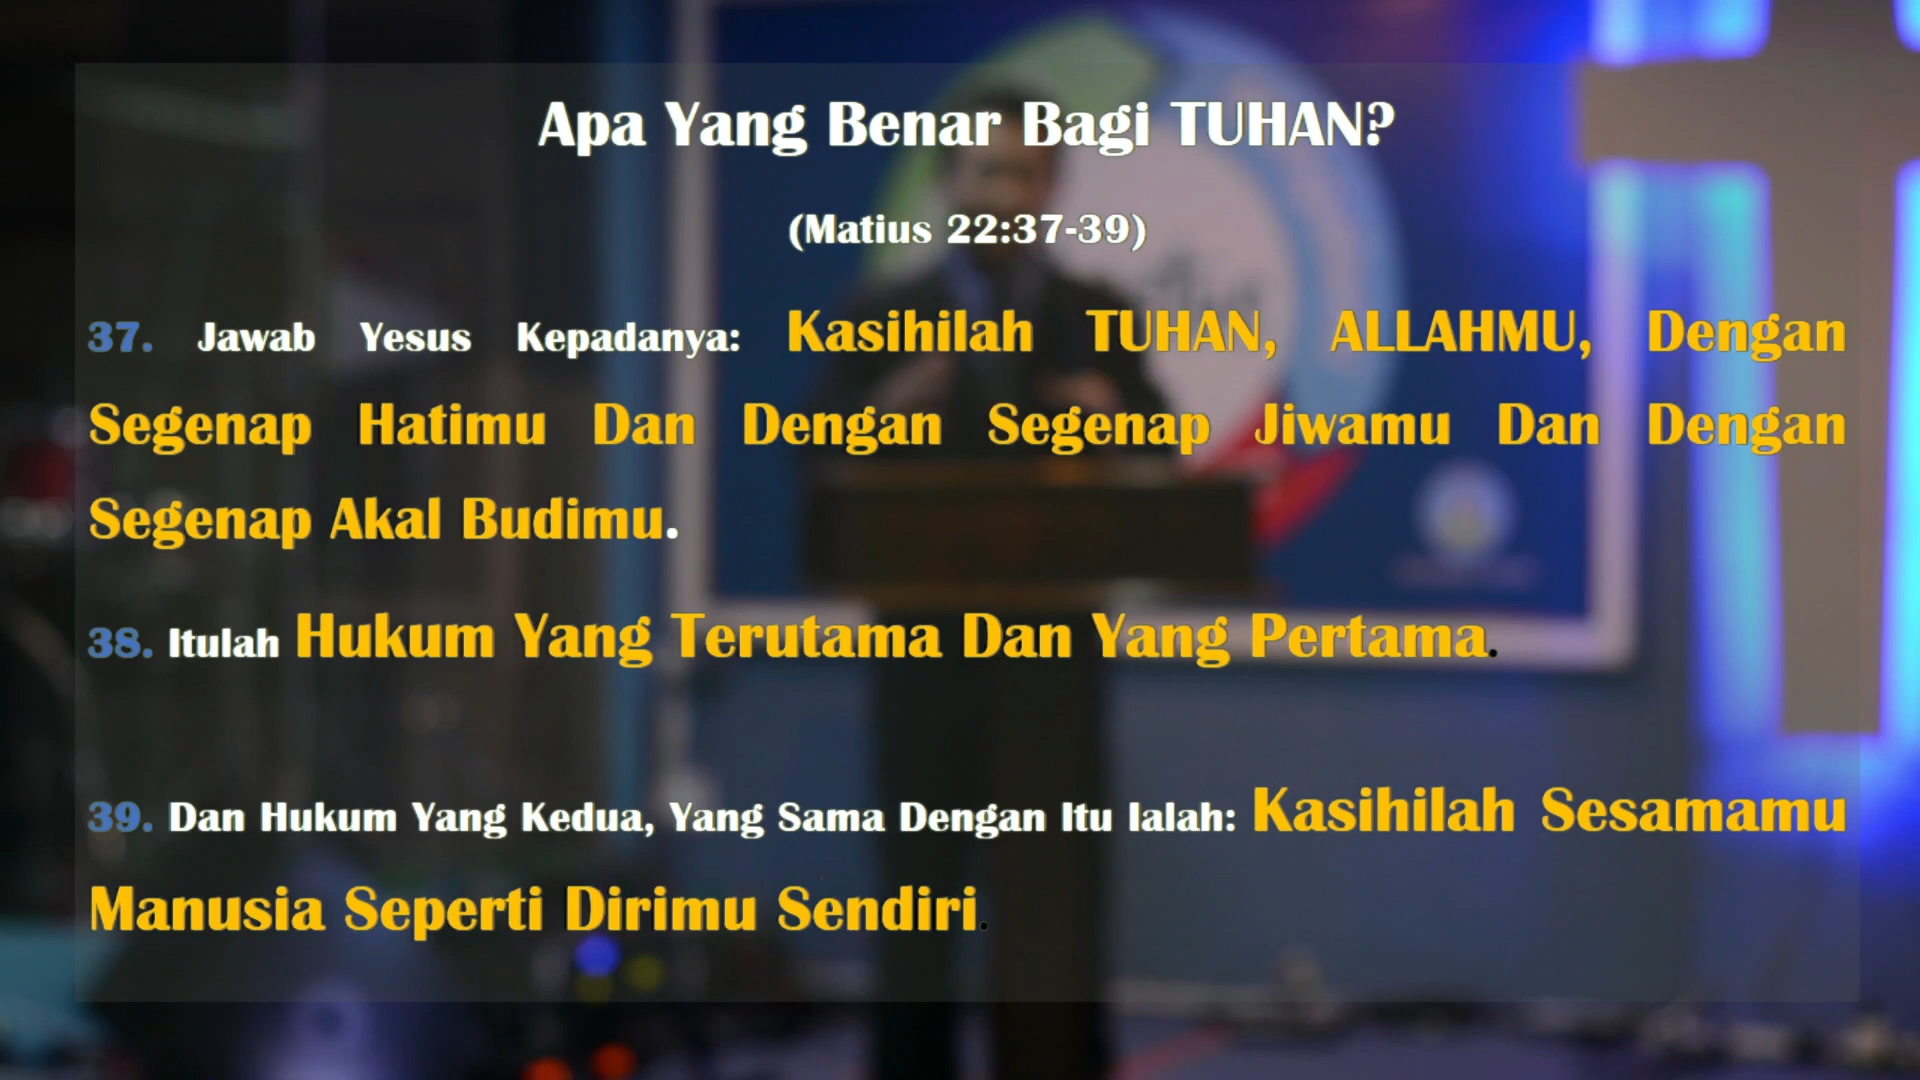 Apa Yang Benar Bagi TUHAN?
(Matius 22:37-39)
37. Jawab Yesus Kepadanya: Kasihilah TUHAN, ALLAHMU, Dengan
Segenap Hatimu Dan Dengan Segenap Jiwamu Dan Dengan
Segenap Akal Budimu.
38. Itulah Hukum Yang Terutama Dan Yang Pertama.
39. Dan Hukum Yang Kedua, Yang Sama Dengan Itu Ialah: Kasihilah Sesamamu
Manusia Seperti Dirimu Sendiri.